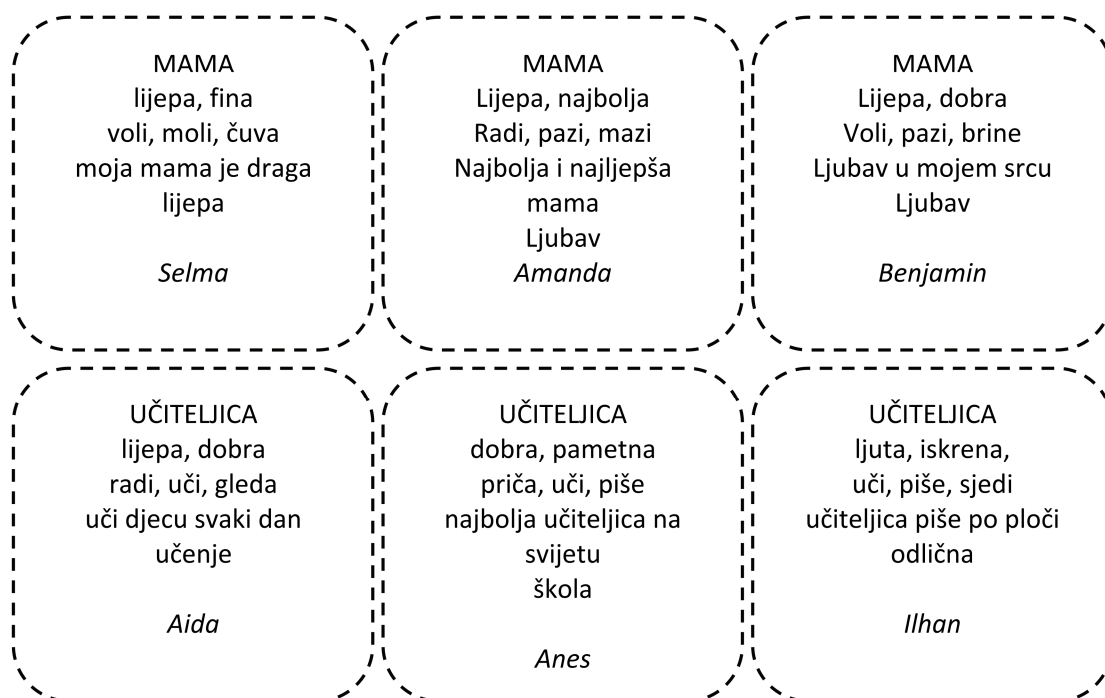 MAMA
lijepa, fina
voli, moli, čuva
moja mama je draga
lijepa
Selma
MAMA
Lijepa, najbolja
Radi, pazi, mazi
Najbolja i najljepša
mama
Ljubav
Amanda
MAMA
Lijepa, dobra
Voli, pazi, brine
Ljubav u mojem srcu
Ljubav
Benjamin
UČITELJICA
lijepa, dobra
radi, uči, gleda
uči djecu svaki dan
učenje
Aida
UČITELJICA
dobra, pametna
priča, uči, piše
najbolja učiteljica na
svijetu
škola
Anes
UČITELJICA
ljuta, iskrena,
uči, piše, sjedi
učiteljica piše po ploči
odlična
Ilhan